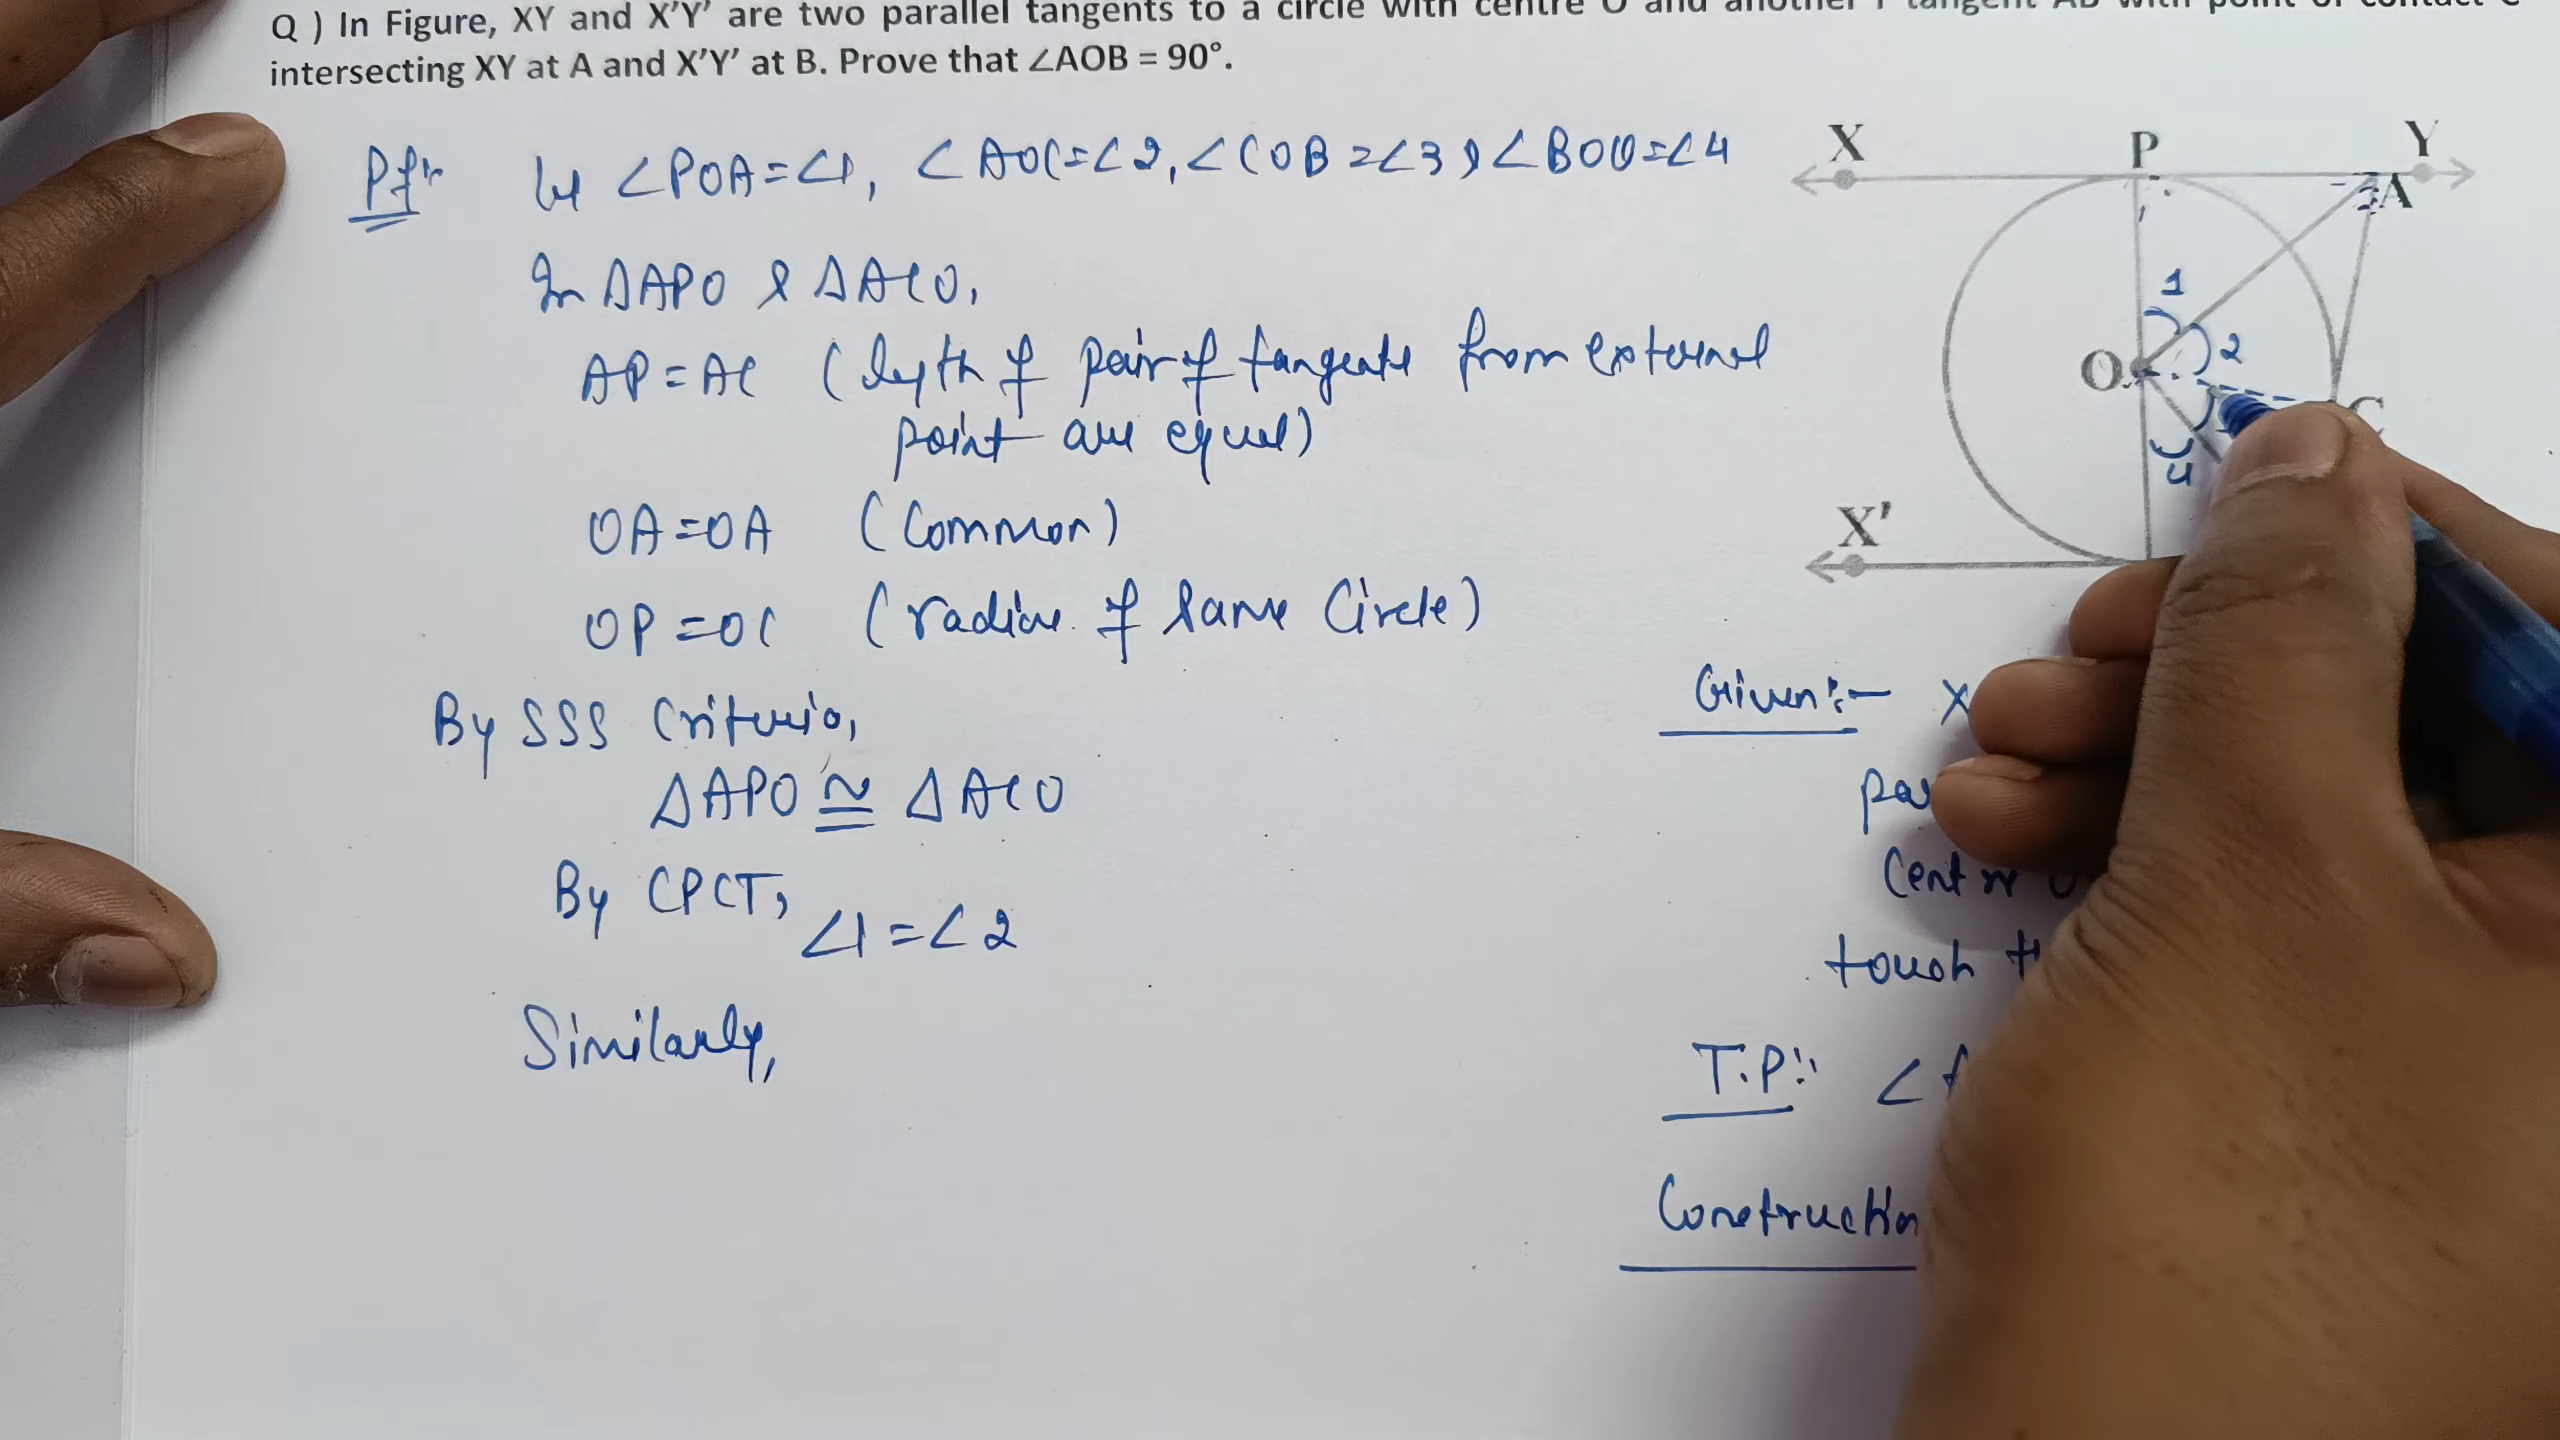 Q ) In Figure, XY and X'Y' are two parallel tangents to a circle with centre O and another tangent AB with point of contact C
intersecting XY at A and X'Y' at B. Prove that ∠AOB = 90°.
Pf:- let ∠POA=∠1, ∠AOC=∠2, ∠COB=∠3, ∠BOQ=∠4
In ΔAPO & ΔACO,
AP=AC (length of pair of tangents from external
point are equal)
OA=OA (Common)
OP=OC (radius of same Circle)
By SSS Criteria,
ΔAPO ≅ ΔACO
By CPCT, ∠1=∠2
Similarly,
X P Y
A
1
2
O C
4
X'
Given:- X
Centre
touch
T.P:- ∠
Construction